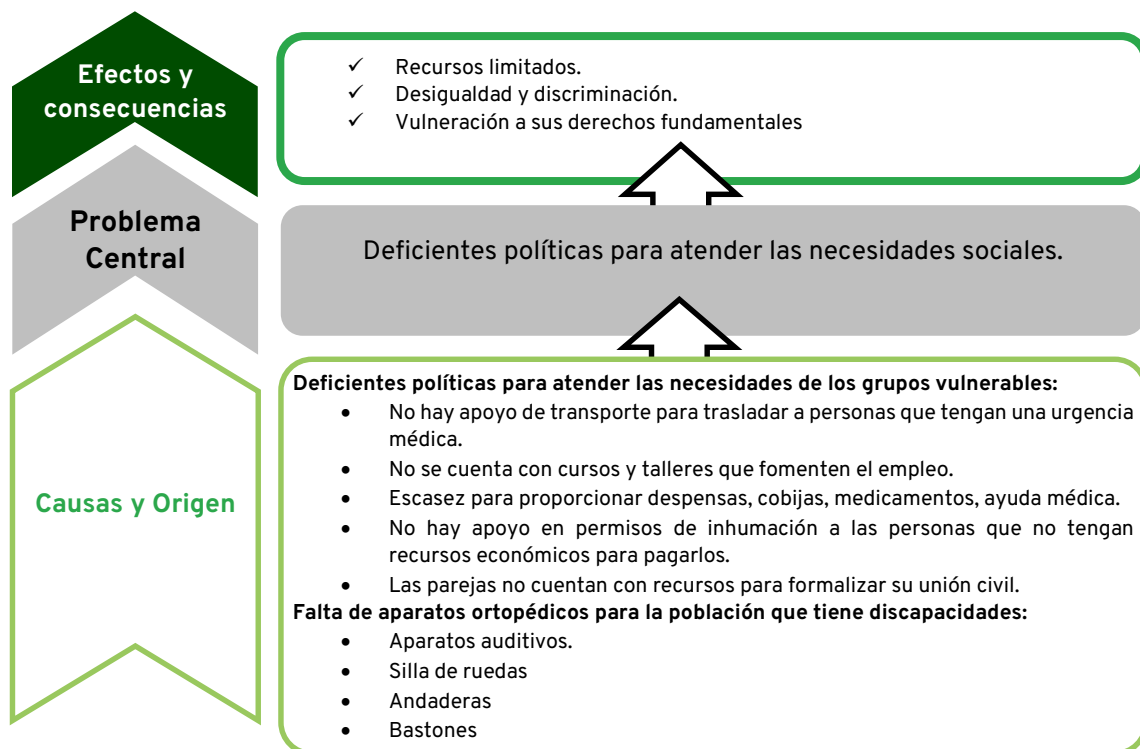 Efectos y
consecuencias
✓ Recursos limitados.
✓ Desigualdad y discriminación.
✓ Vulneración a sus derechos fundamentales
Problema
Central
Deficientes políticas para atender las necesidades sociales.
Causas y Origen
Deficientes políticas para atender las necesidades de los grupos vulnerables:
• No hay apoyo de transporte para trasladar a personas que tengan una urgencia
médica.
• No se cuenta con cursos y talleres que fomenten el empleo.
• Escasez para proporcionar despensas, cobijas, medicamentos, ayuda médica.
• No hay apoyo en permisos de inhumación a las personas que no tengan
recursos económicos para pagarlos.
• Las parejas no cuentan con recursos para formalizar su unión civil.
Falta de aparatos ortopédicos para la población que tiene discapacidades:
• Aparatos auditivos.
• Silla de ruedas
• Andaderas
• Bastones